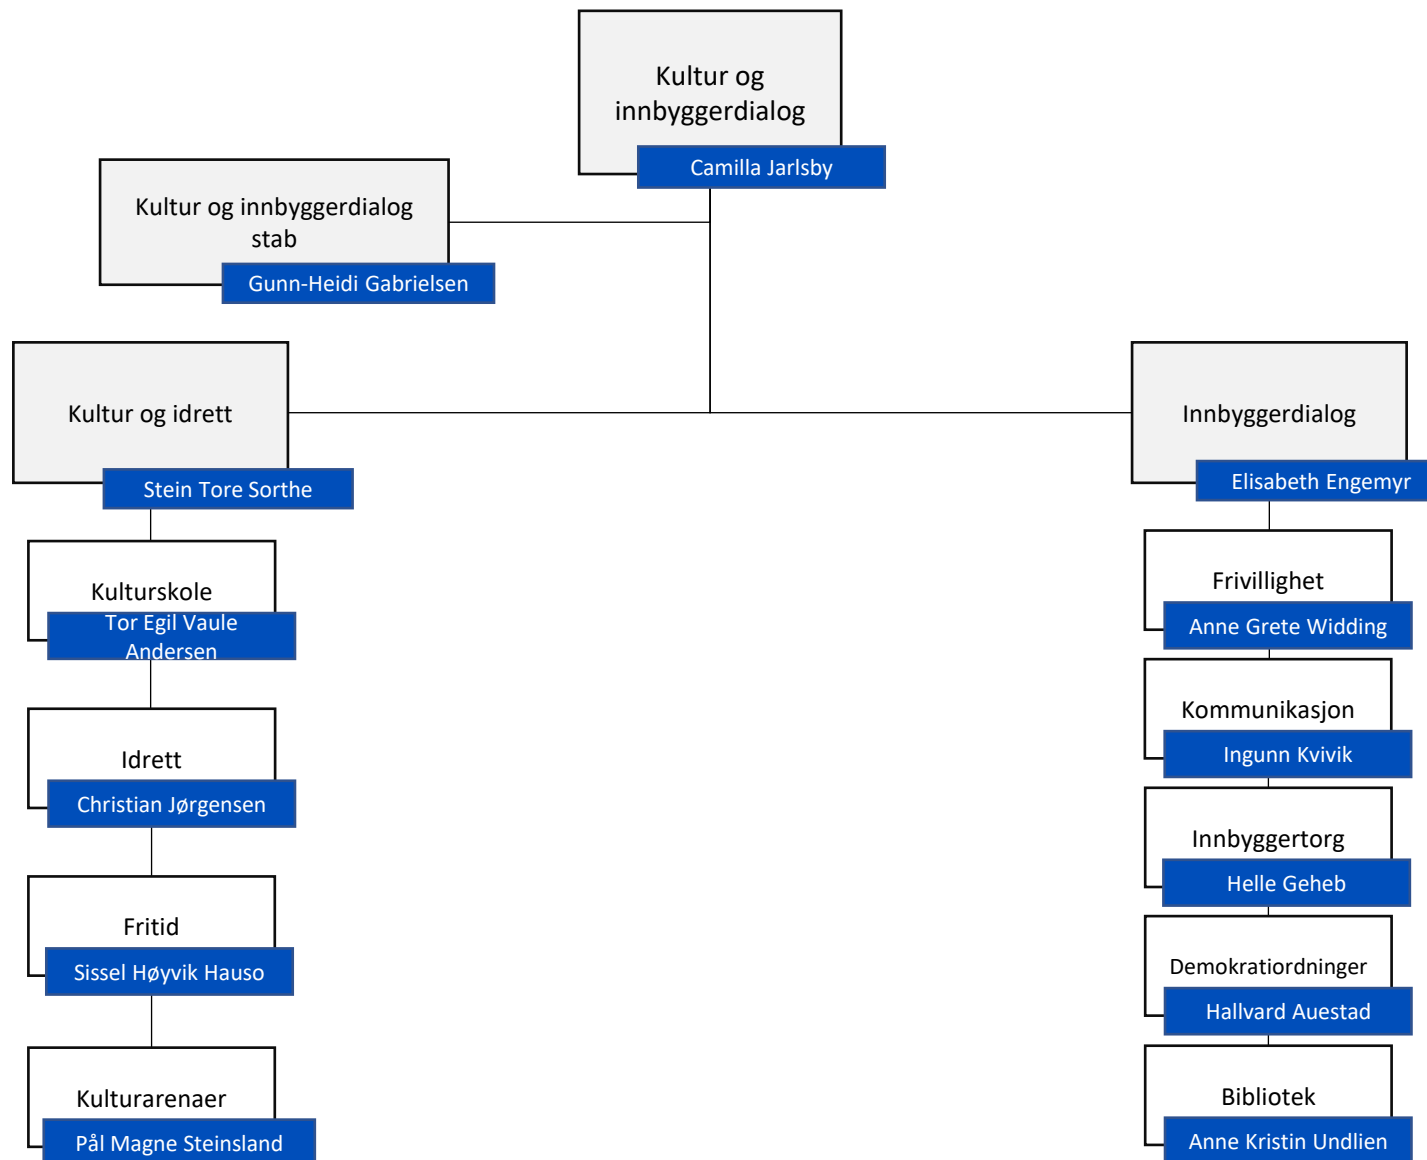 Kultur og
innbyggerdialog
Camilla Jarlsby
Kultur og innbyggerdialog
stab
Gunn-Heidi Gabrielsen
Kultur og idrett
Stein Tore Sorthe
Kulturskole
Tor Egil Vaule
Andersen
Idrett
Christian Jørgensen
Fritid
Sissel Høyvik Hauso
Kulturarenaer
Pål Magne Steinsland
Innbyggerdialog
Elisabeth Engemyr
Frivillighet
Anne Grete Widding
Kommunikasjon
Ingunn Kvivik
Innbyggertorg
Helle Geheb
Demokratiordninger
Hallvard Auestad
Bibliotek
Anne Kristin Undlien